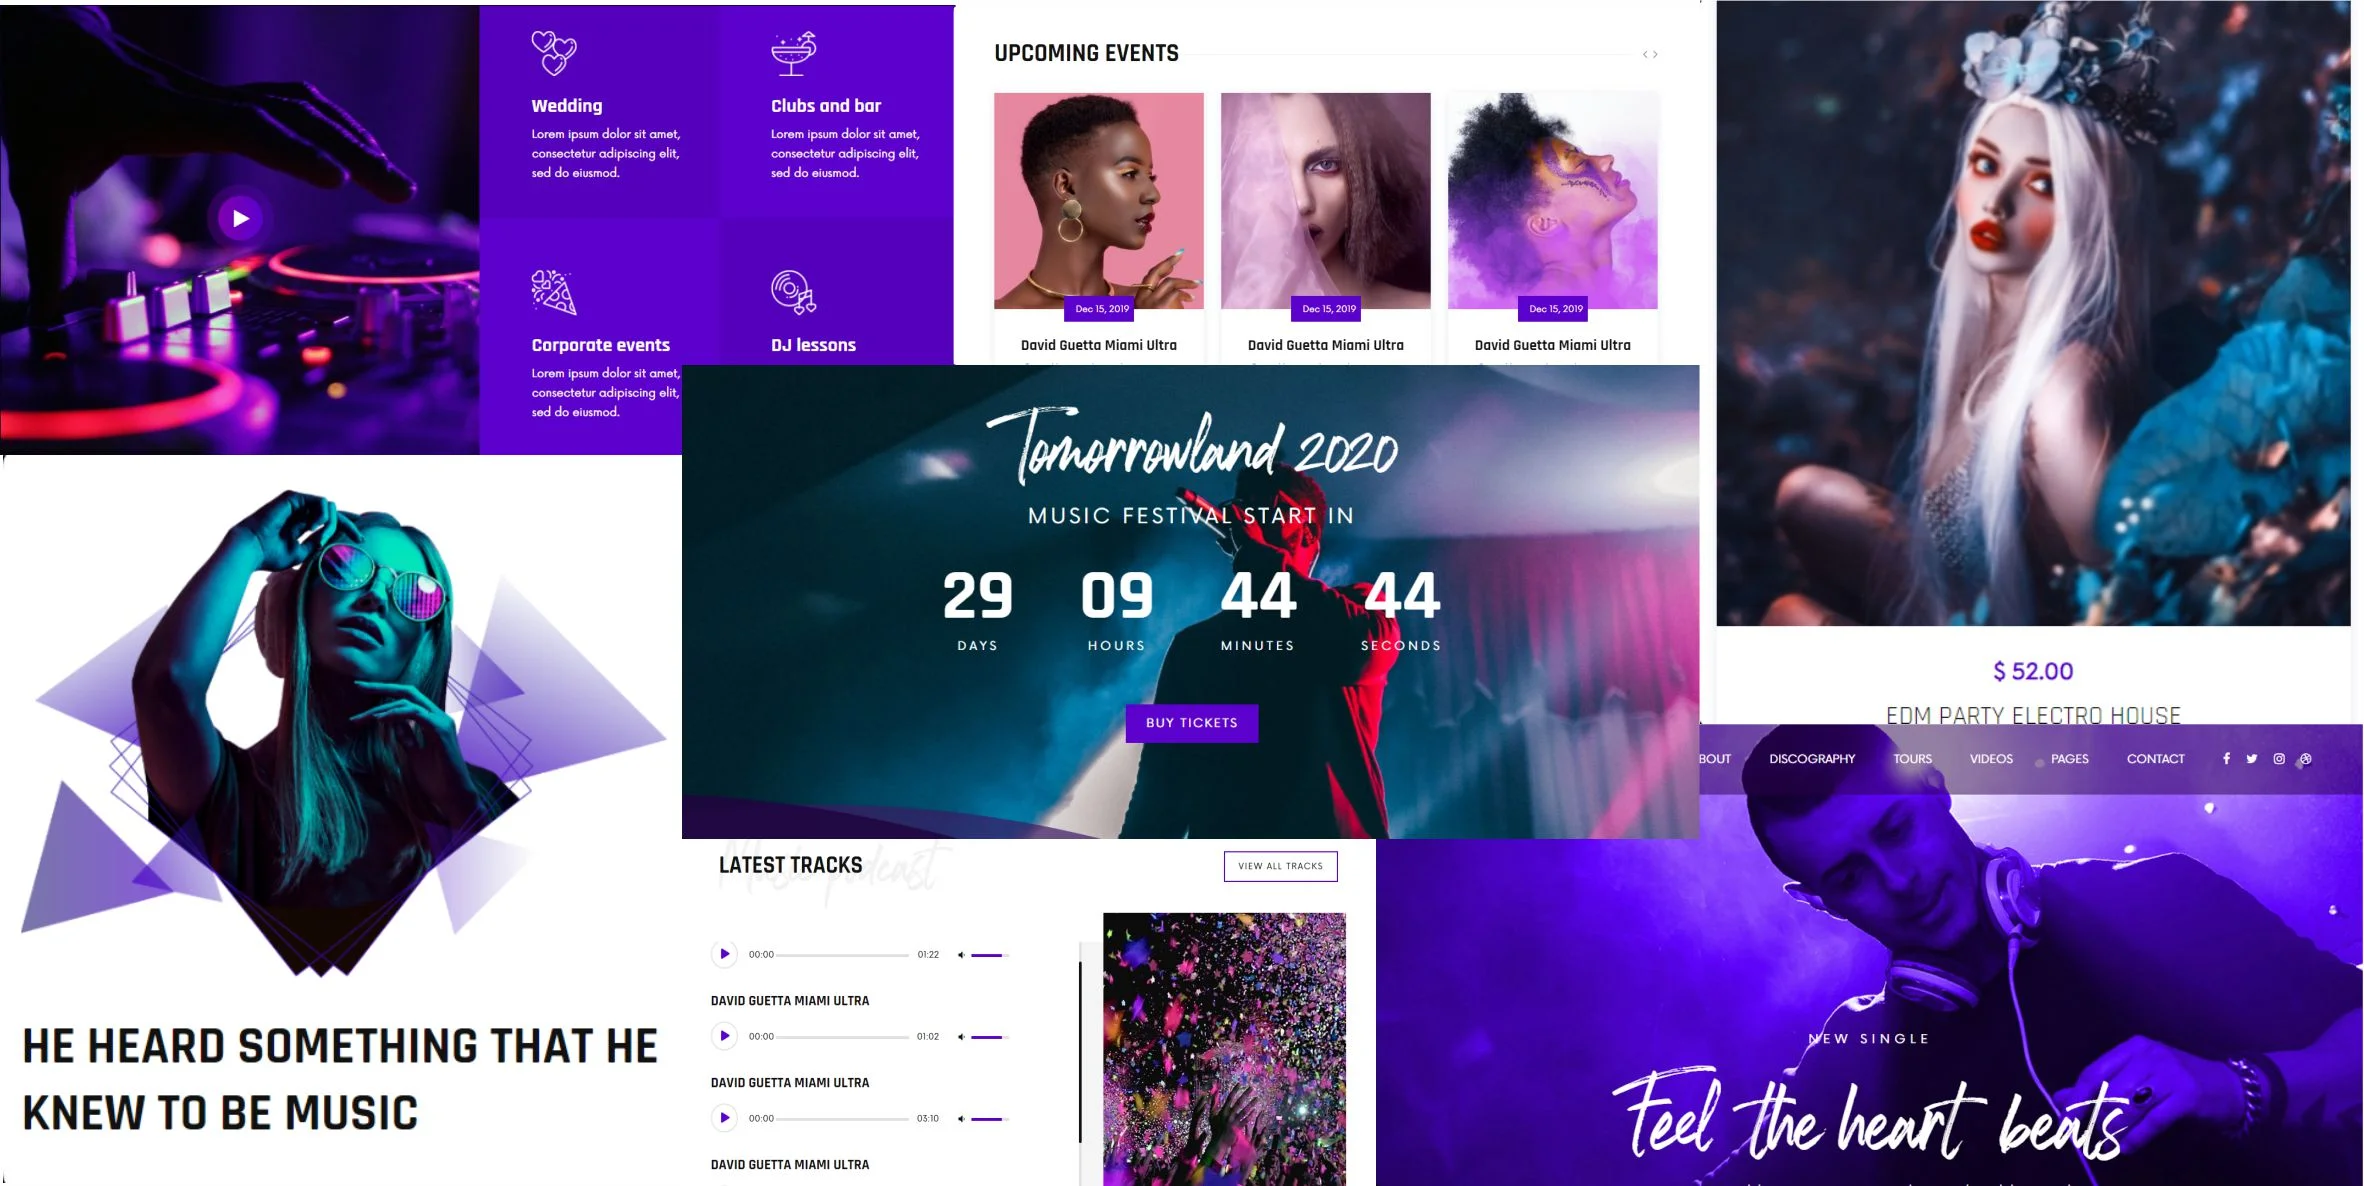 Wedding
Lorem ipsum dolor sit amet,
consectetur adipiscing elit,
sed do eiusmod.
Clubs and bar
Lorem ipsum dolor sit amet,
consectetur adipiscing elit,
sed do eiusmod.
Corporate events
Lorem ipsum dolor sit amet,
consectetur adipiscing elit,
sed do eiusmod.
DJ lessons
UPCOMING EVENTS
Dec 15, 2019
David Guetta Miami Ultra
Dec 15, 2019
David Guetta Miami Ultra
Dec 15, 2019
David Guetta Miami Ultra
$ 52.00
EDM PARTY ELECTRO HOUSE
Tomorrowland 2020
MUSIC FESTIVAL START IN
29 09 44 44
DAYS HOURS MINUTES SECONDS
BUY TICKETS
HE HEARD SOMETHING THAT HE
KNEW TO BE MUSIC
Music podcast
LATEST TRACKS
VIEW ALL TRACKS
00:00 01:22
DAVID GUETTA MIAMI ULTRA
00:00 01:02
DAVID GUETTA MIAMI ULTRA
00:00 03:10
DAVID GUETTA MIAMI ULTRA
BOUT DISCOGRAPHY TOURS VIDEOS PAGES CONTACT
NEW SINGLE
Feel the heart beats